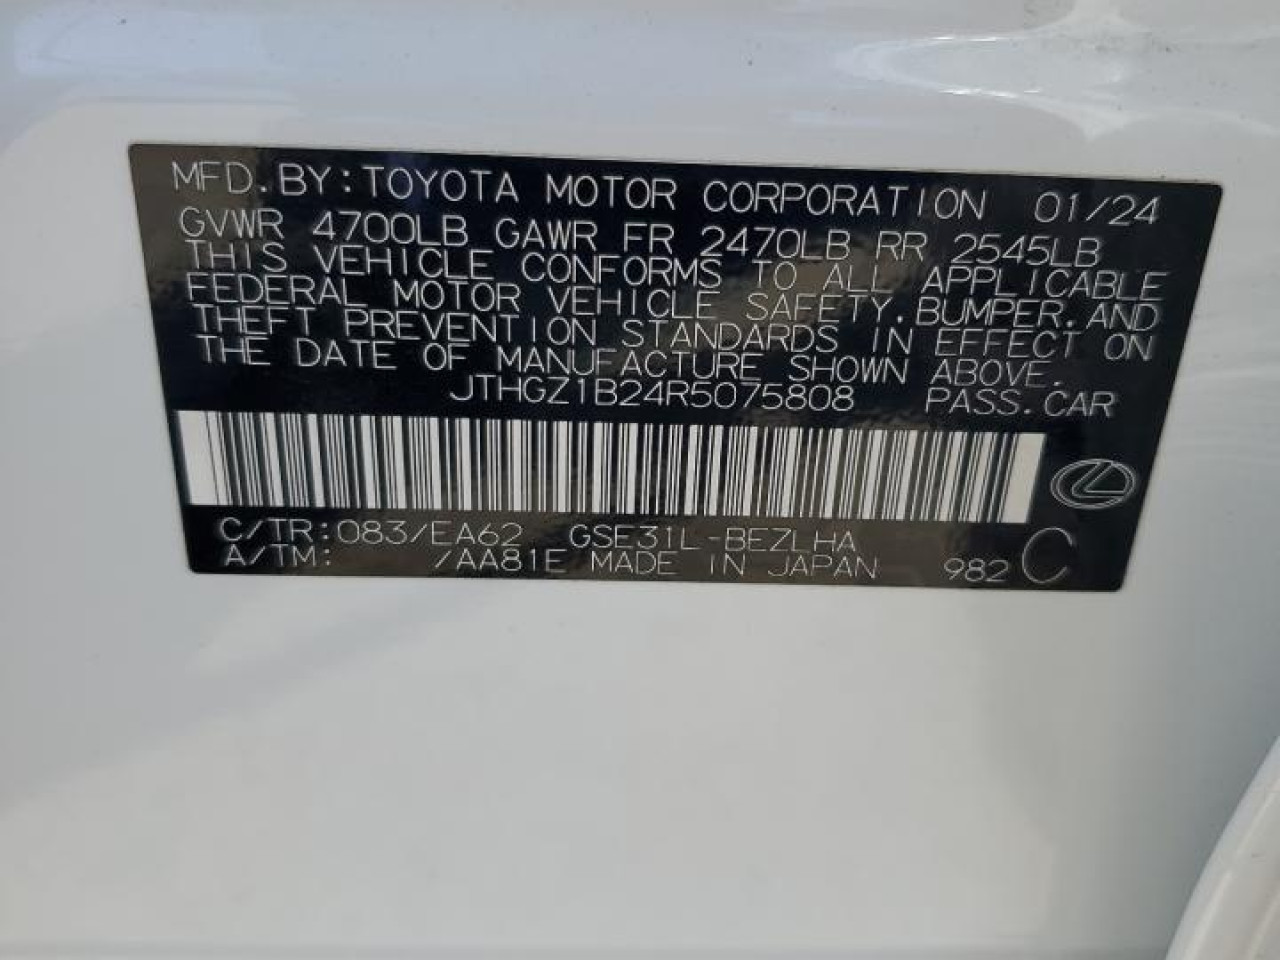 MFD. BY: TOYOTA MOTOR CORPORATION 01/24
GVWR 4700LB GAWR FR 2470LB RR 2545LB
THIS VEHICLE CONFORMS TO ALL APPLICABLE
FEDERAL MOTOR VEHICLE SAFETY, BUMPER, AND
THEFT PREVENTION STANDARDS IN EFFECT ON
THE DATE OF MANUFACTURE SHOWN ABOVE.
JTHGZ1B24R5075808 PASS. CAR
C/TR: 083/EA62 GSE31L-BEZLHA
A/TM: /AA81E MADE IN JAPAN 982 C